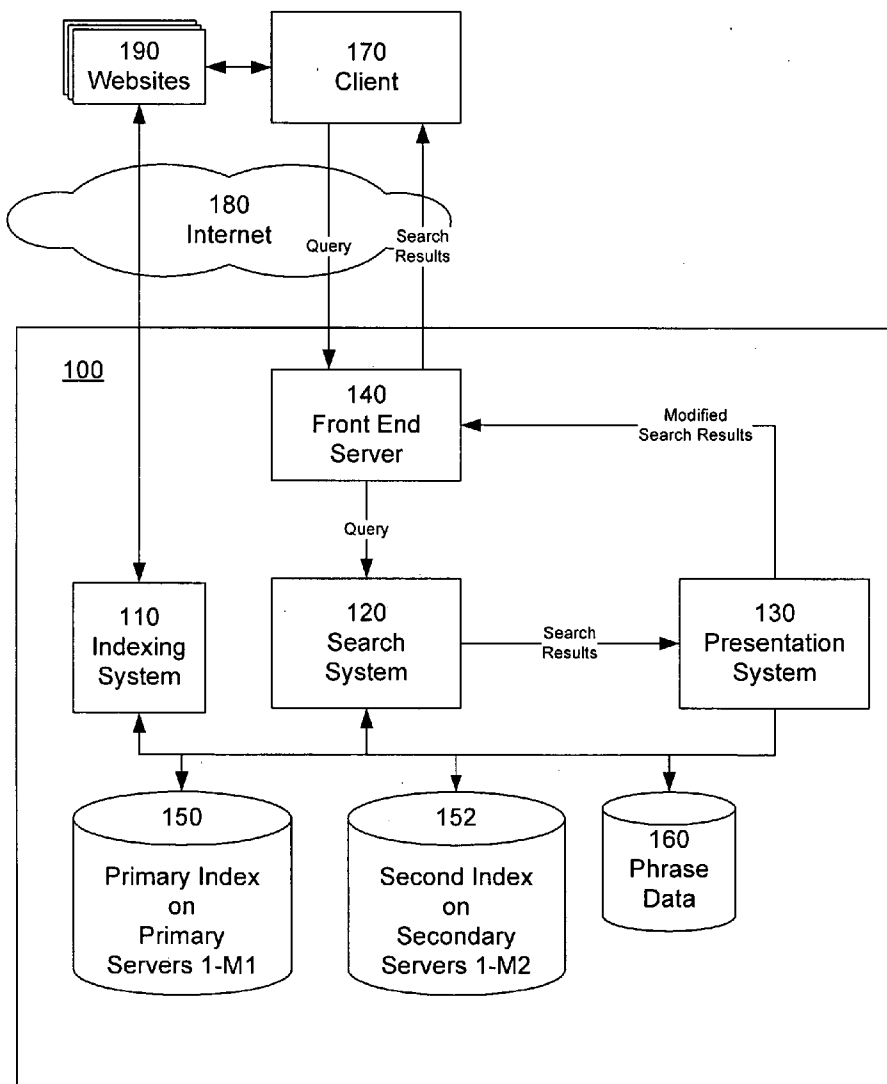 190
Websites
170
Client
180
Internet
Query
Search
Results
100
140
Front End
Server
Modified
Search Results
Query
110
Indexing
System
120
Search
System
Search
Results
130
Presentation
System
150
Primary Index
on
Primary
Servers 1-M1
152
Second Index
on
Secondary
Servers 1-M2
160
Phrase
Data